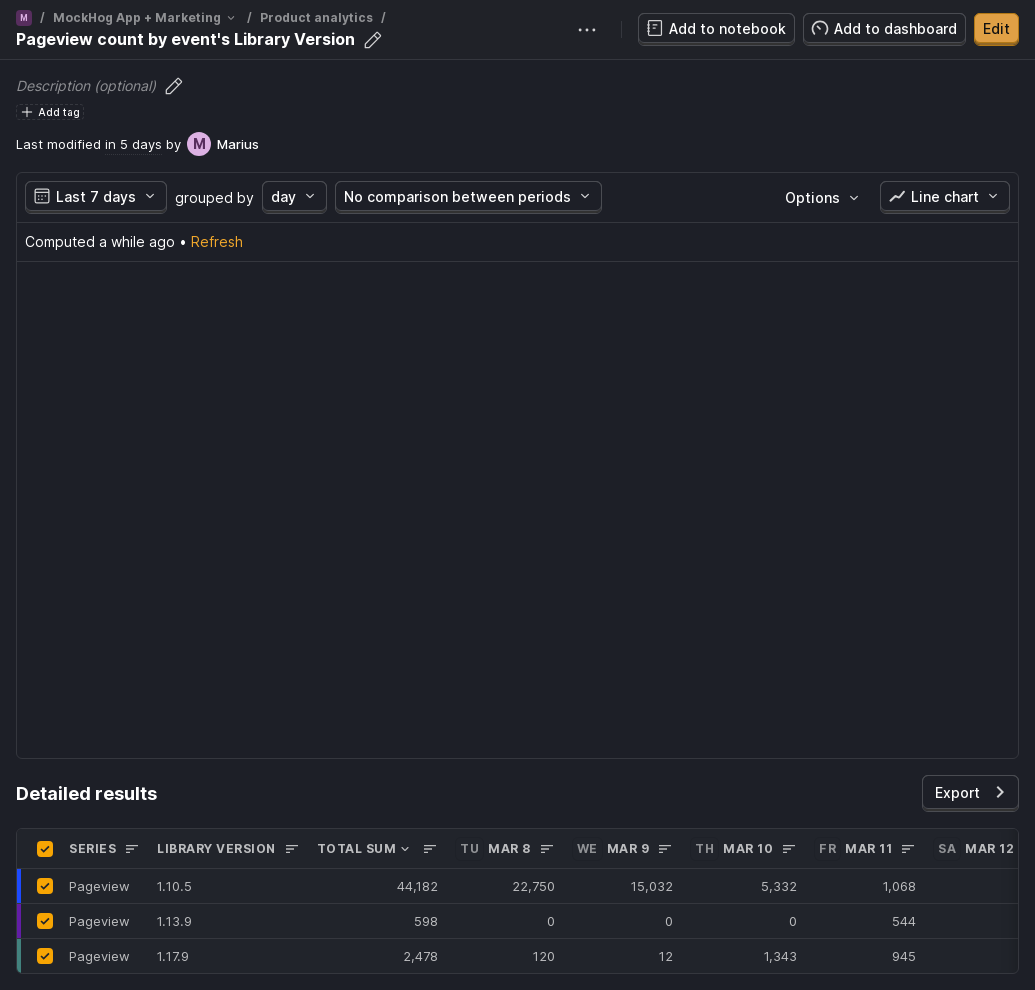 M / MockHog App + Marketing / Product analytics /
Pageview count by event's Library Version
Add to notebook
Add to dashboard
Edit
Description (optional)
Add tag
Last modified in 5 days by M Marius
Last 7 days grouped by day No comparison between periods Options Line chart
Computed a while ago • Refresh
Detailed results
Export
SERIES LIBRARY VERSION TOTAL SUM TU MAR 8 WE MAR 9 TH MAR 10 FR MAR 11 SA MAR 12
Pageview 1.10.5 44,182 22,750 15,032 5,332 1,068
Pageview 1.13.9 598 0 0 0 544
Pageview 1.17.9 2,478 120 12 1,343 945